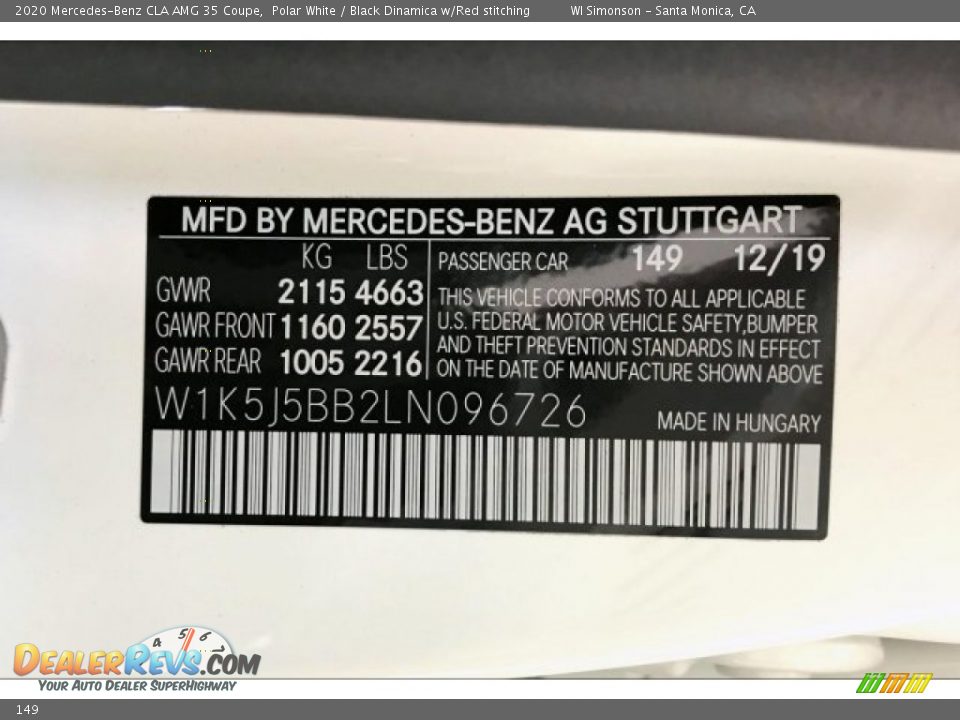 2020 Mercedes-Benz CLA AMG 35 Coupe, Polar White / Black Dinamica w/Red stitching WI Simonson - Santa Monica, CA
MFD BY MERCEDES-BENZ AG STUTTGART
KG LBS
GVWR 2115 4663
GAWR FRONT 1160 2557
GAWR REAR 1005 2216
PASSENGER CAR 149 12/19
THIS VEHICLE CONFORMS TO ALL APPLICABLE
U.S. FEDERAL MOTOR VEHICLE SAFETY,BUMPER
AND THEFT PREVENTION STANDARDS IN EFFECT
ON THE DATE OF MANUFACTURE SHOWN ABOVE
W1K5J5BB2LN096726
MADE IN HUNGARY
4 5 6 7
DEALERREVS.COM
YOUR AUTO DEALER SUPERHIGHWAY
149